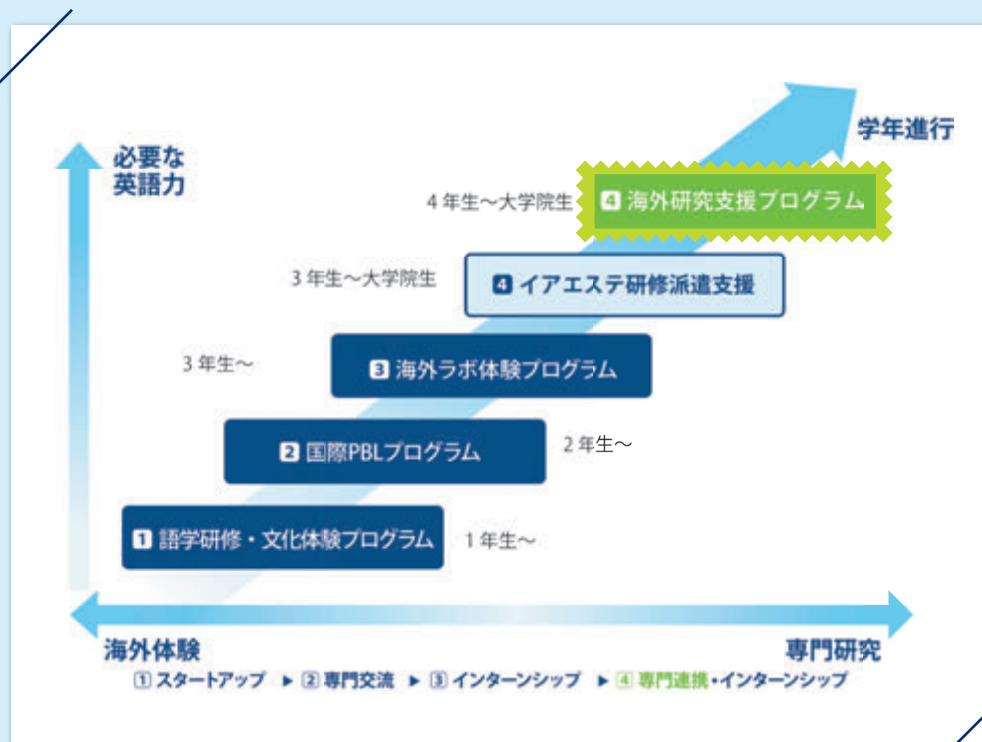 必要な
英語力
学年進行
4年生～大学院生
4 海外研究支援プログラム
3年生～大学院生
4 イアエステ研修派遣支援
3年生～
3 海外ラボ体験プログラム
2 国際PBLプログラム
2年生～
1 語学研修・文化体験プログラム
1年生～
海外体験
専門研究
1 スタートアップ ▶ 2 専門交流 ▶ 3 インターンシップ ▶ 4 専門連携・インターンシップ